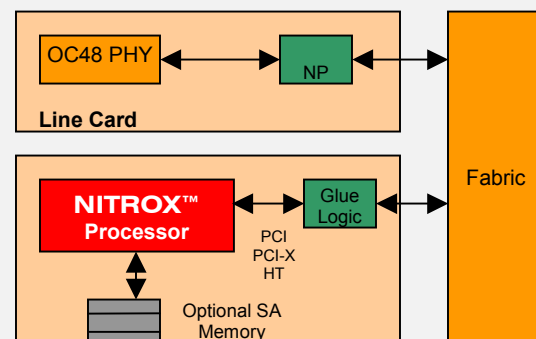 OC48 PHY
NP
Line Card
Fabric
NITROX™
Processor
Glue
Logic
PCI
PCI-X
HT
Optional SA
Memory